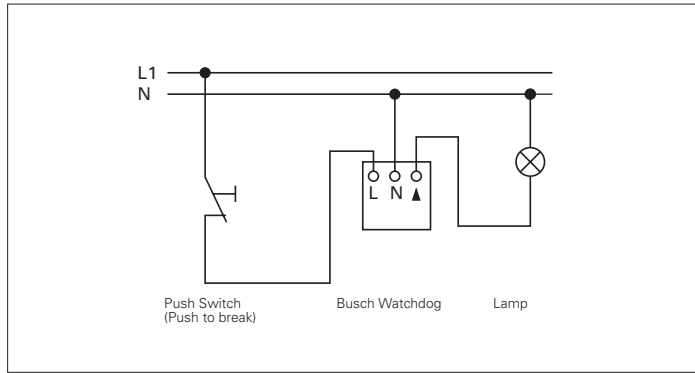 L1
N
L N ▲
Push Switch
(Push to break)
Busch Watchdog
Lamp